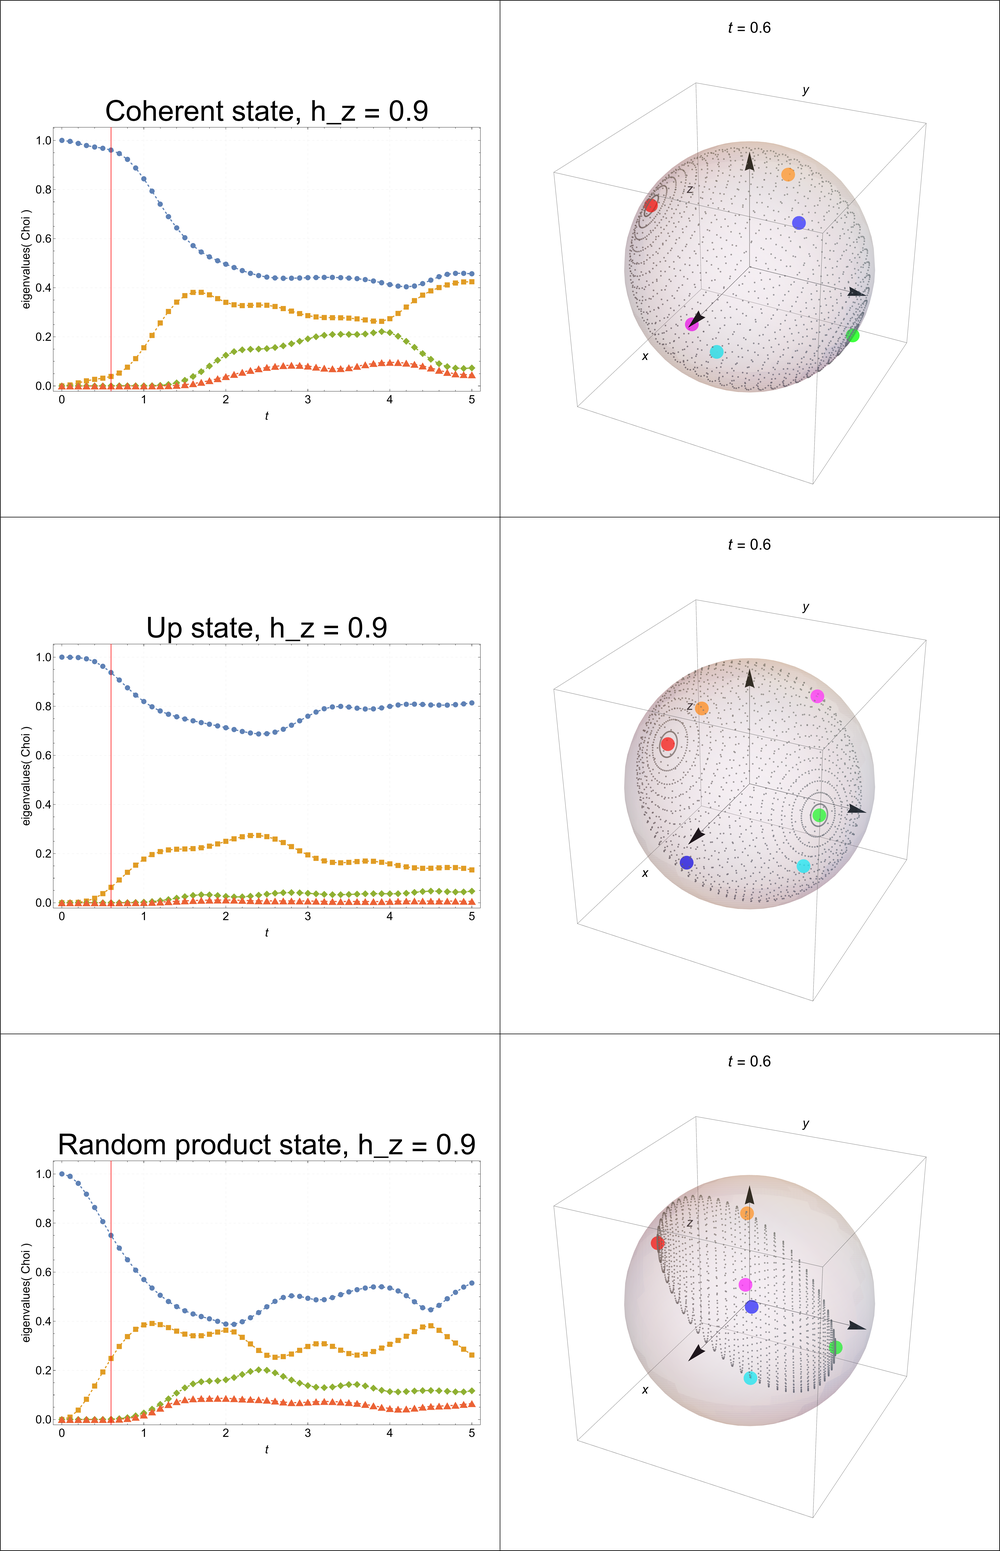 t = 0.6
Coherent state, h_z = 0.9
eigenvalues( Choi )
1.0
0.8
0.6
0.4
0.2
0.0
0 1 2 3 4 5
t
y
z
x
t = 0.6
Up state, h_z = 0.9
eigenvalues( Choi )
1.0
0.8
0.6
0.4
0.2
0.0
0 1 2 3 4 5
t
y
z
x
t = 0.6
Random product state, h_z = 0.9
eigenvalues( Choi )
1.0
0.8
0.6
0.4
0.2
0.0
0 1 2 3 4 5
t
y
z
x